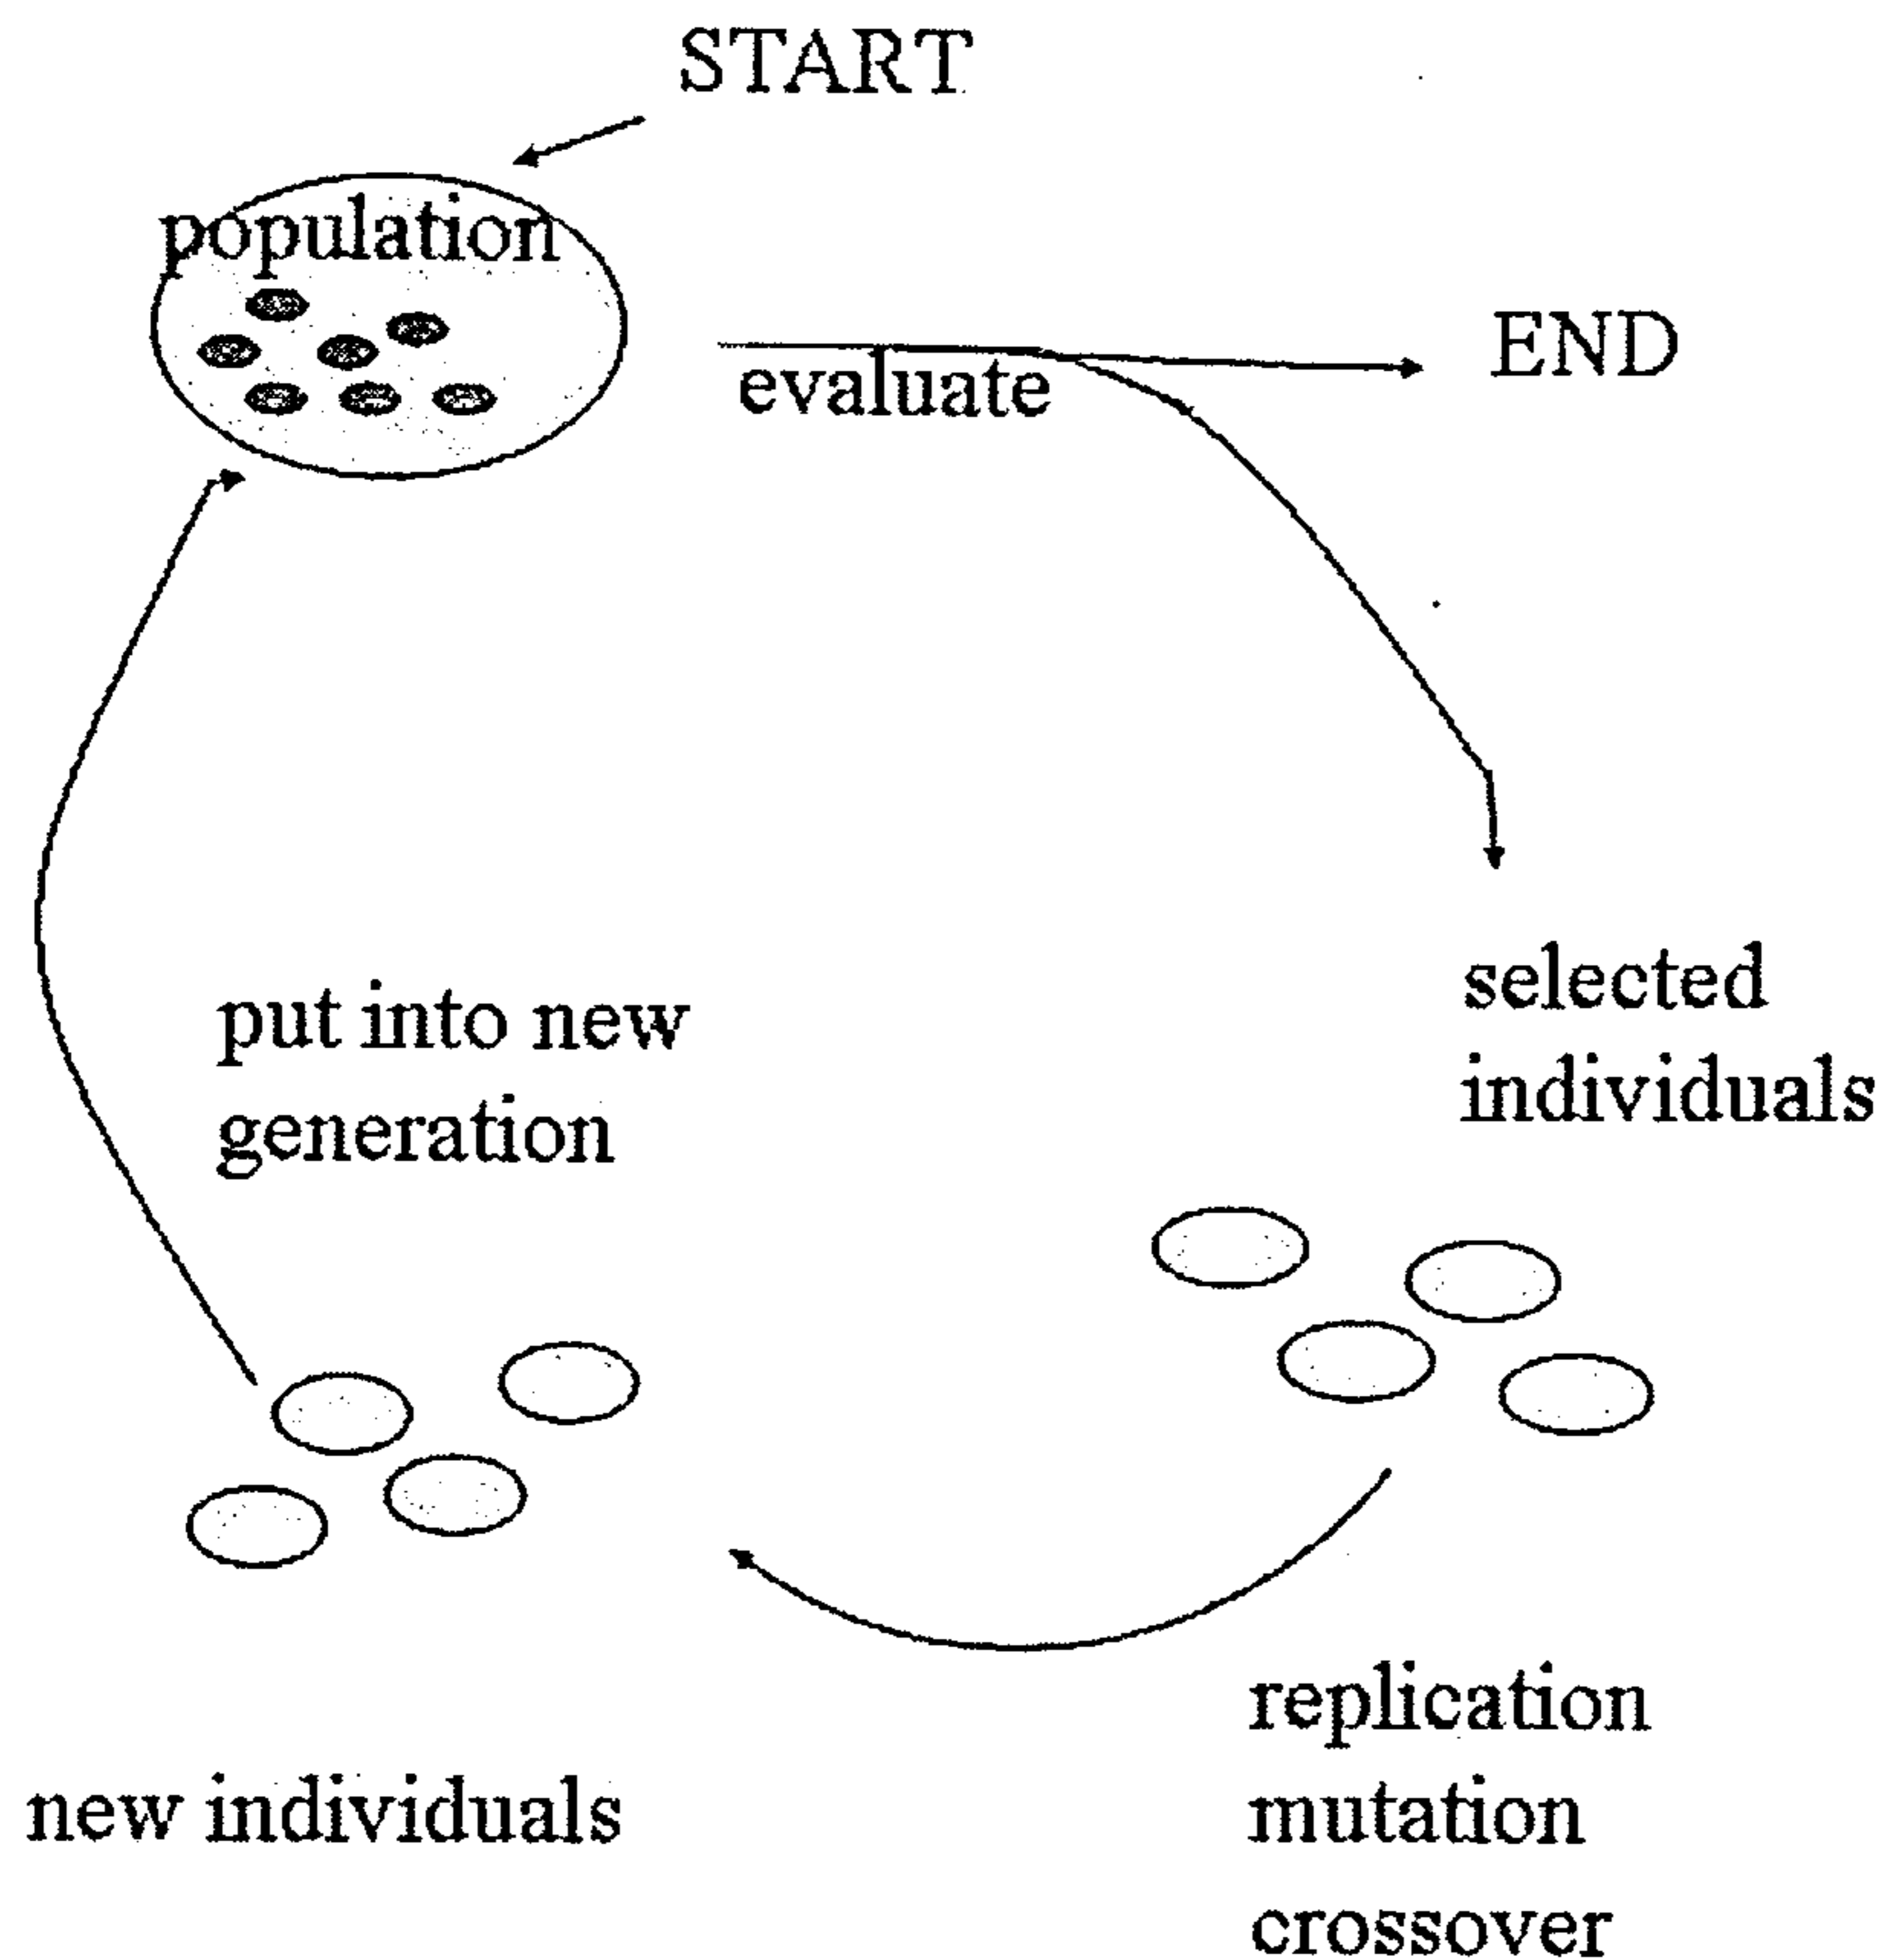 START
population
evaluate
END
selected
individuals
put into new
generation
replication
mutation
crossover
new individuals